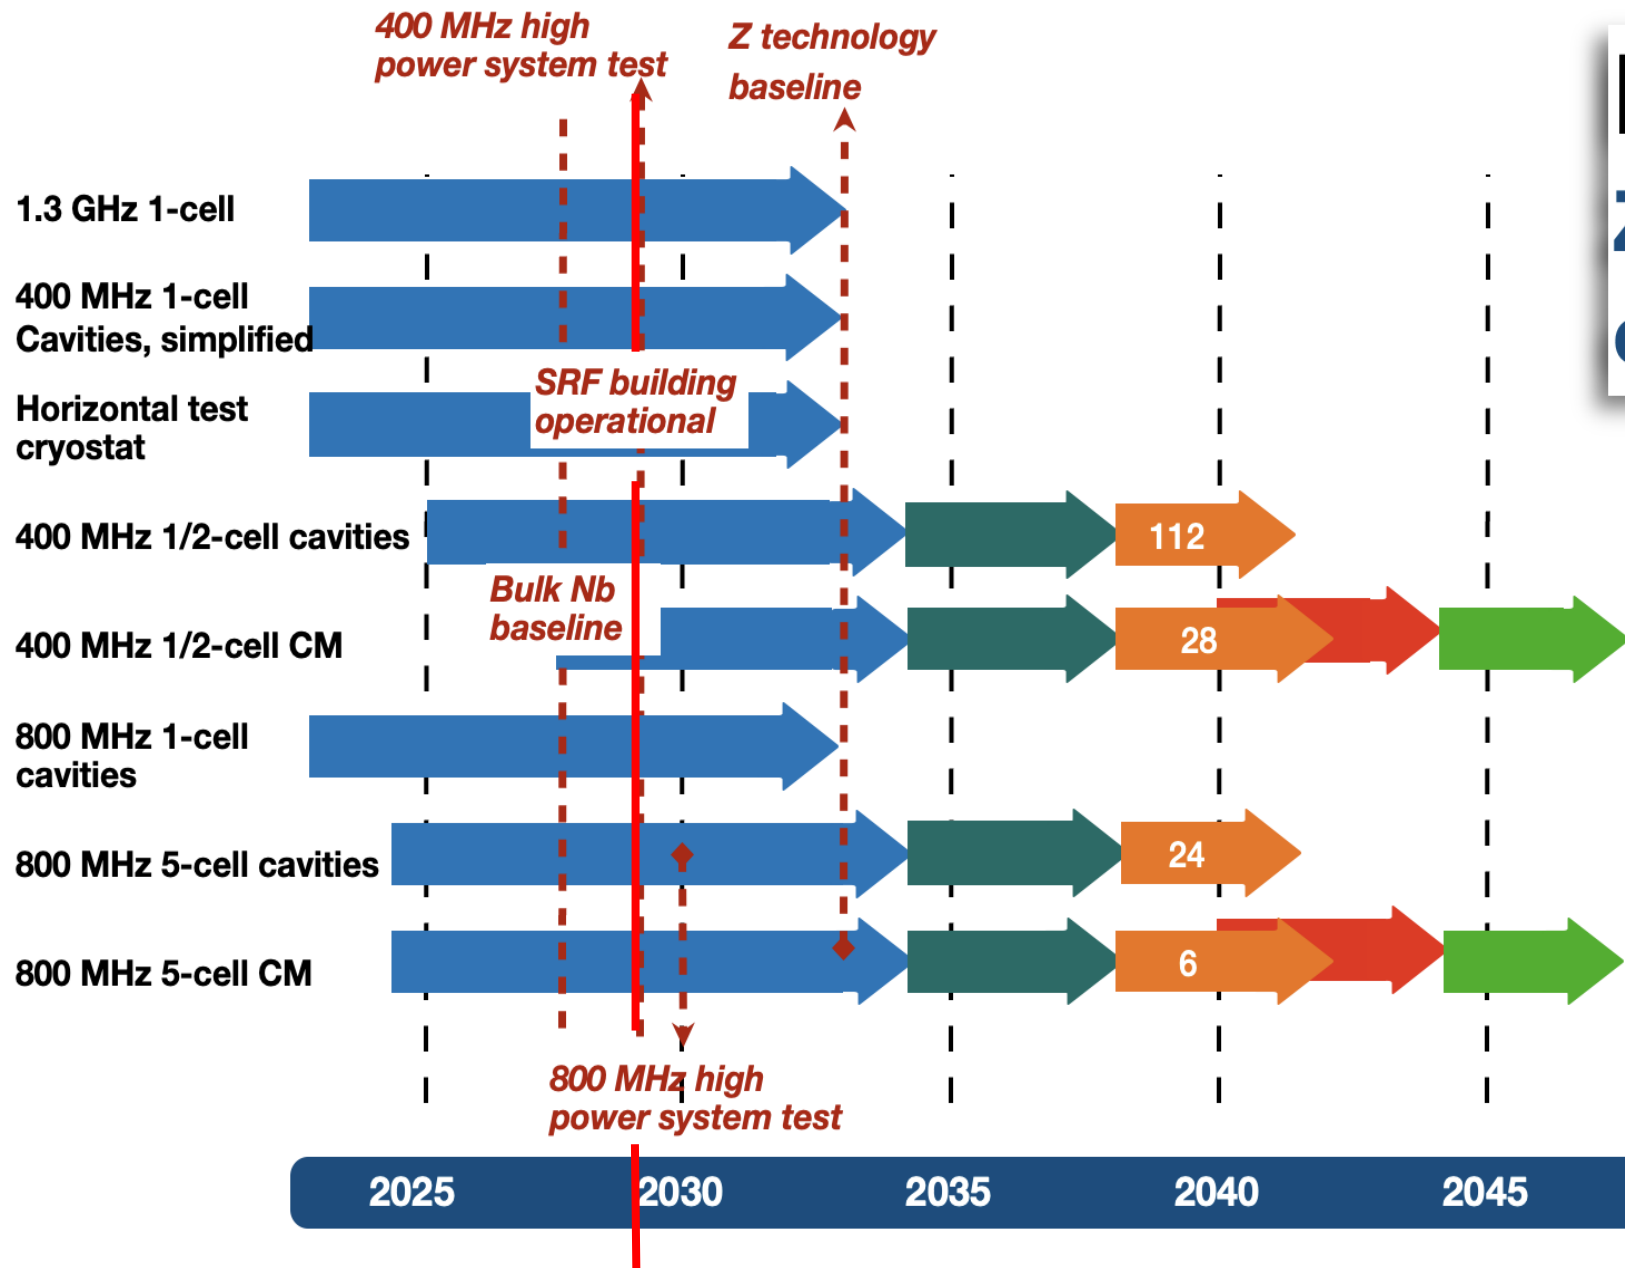 400 MHz high
power system test
Z technology
baseline
1.3 GHz 1-cell
400 MHz 1-cell
Cavities, simplified
SRF building
operational
Horizontal test
cryostat
400 MHz 1/2-cell cavities
112
Bulk Nb
baseline
400 MHz 1/2-cell CM
28
800 MHz 1-cell
cavities
800 MHz 5-cell cavities
24
800 MHz 5-cell CM
6
800 MHz high
power system test
2025 2030 2035 2040 2045